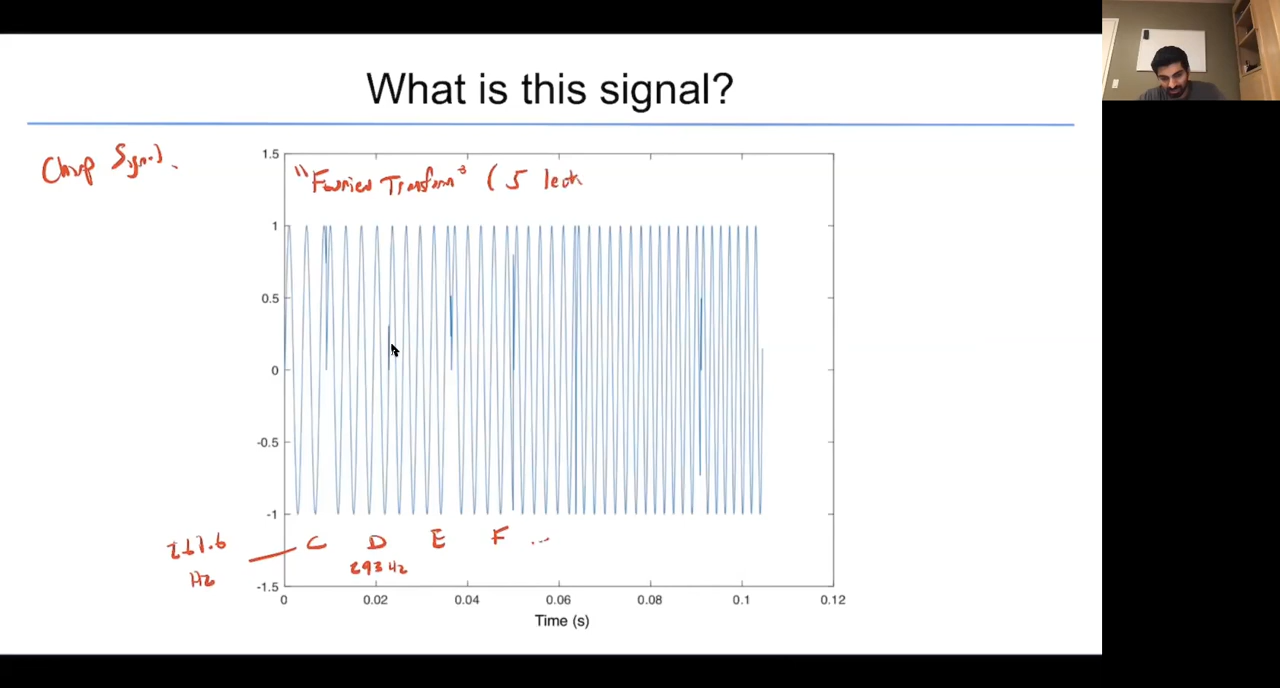 What is this signal?
Chirp Signal.
"Fourier Transform" ( 5 lect
1.5
1
0.5
0
-0.5
-1
-1.5
C D E F ...
261.6 Hz
293 Hz
0 0.02 0.04 0.06 0.08 0.1 0.12
Time (s)